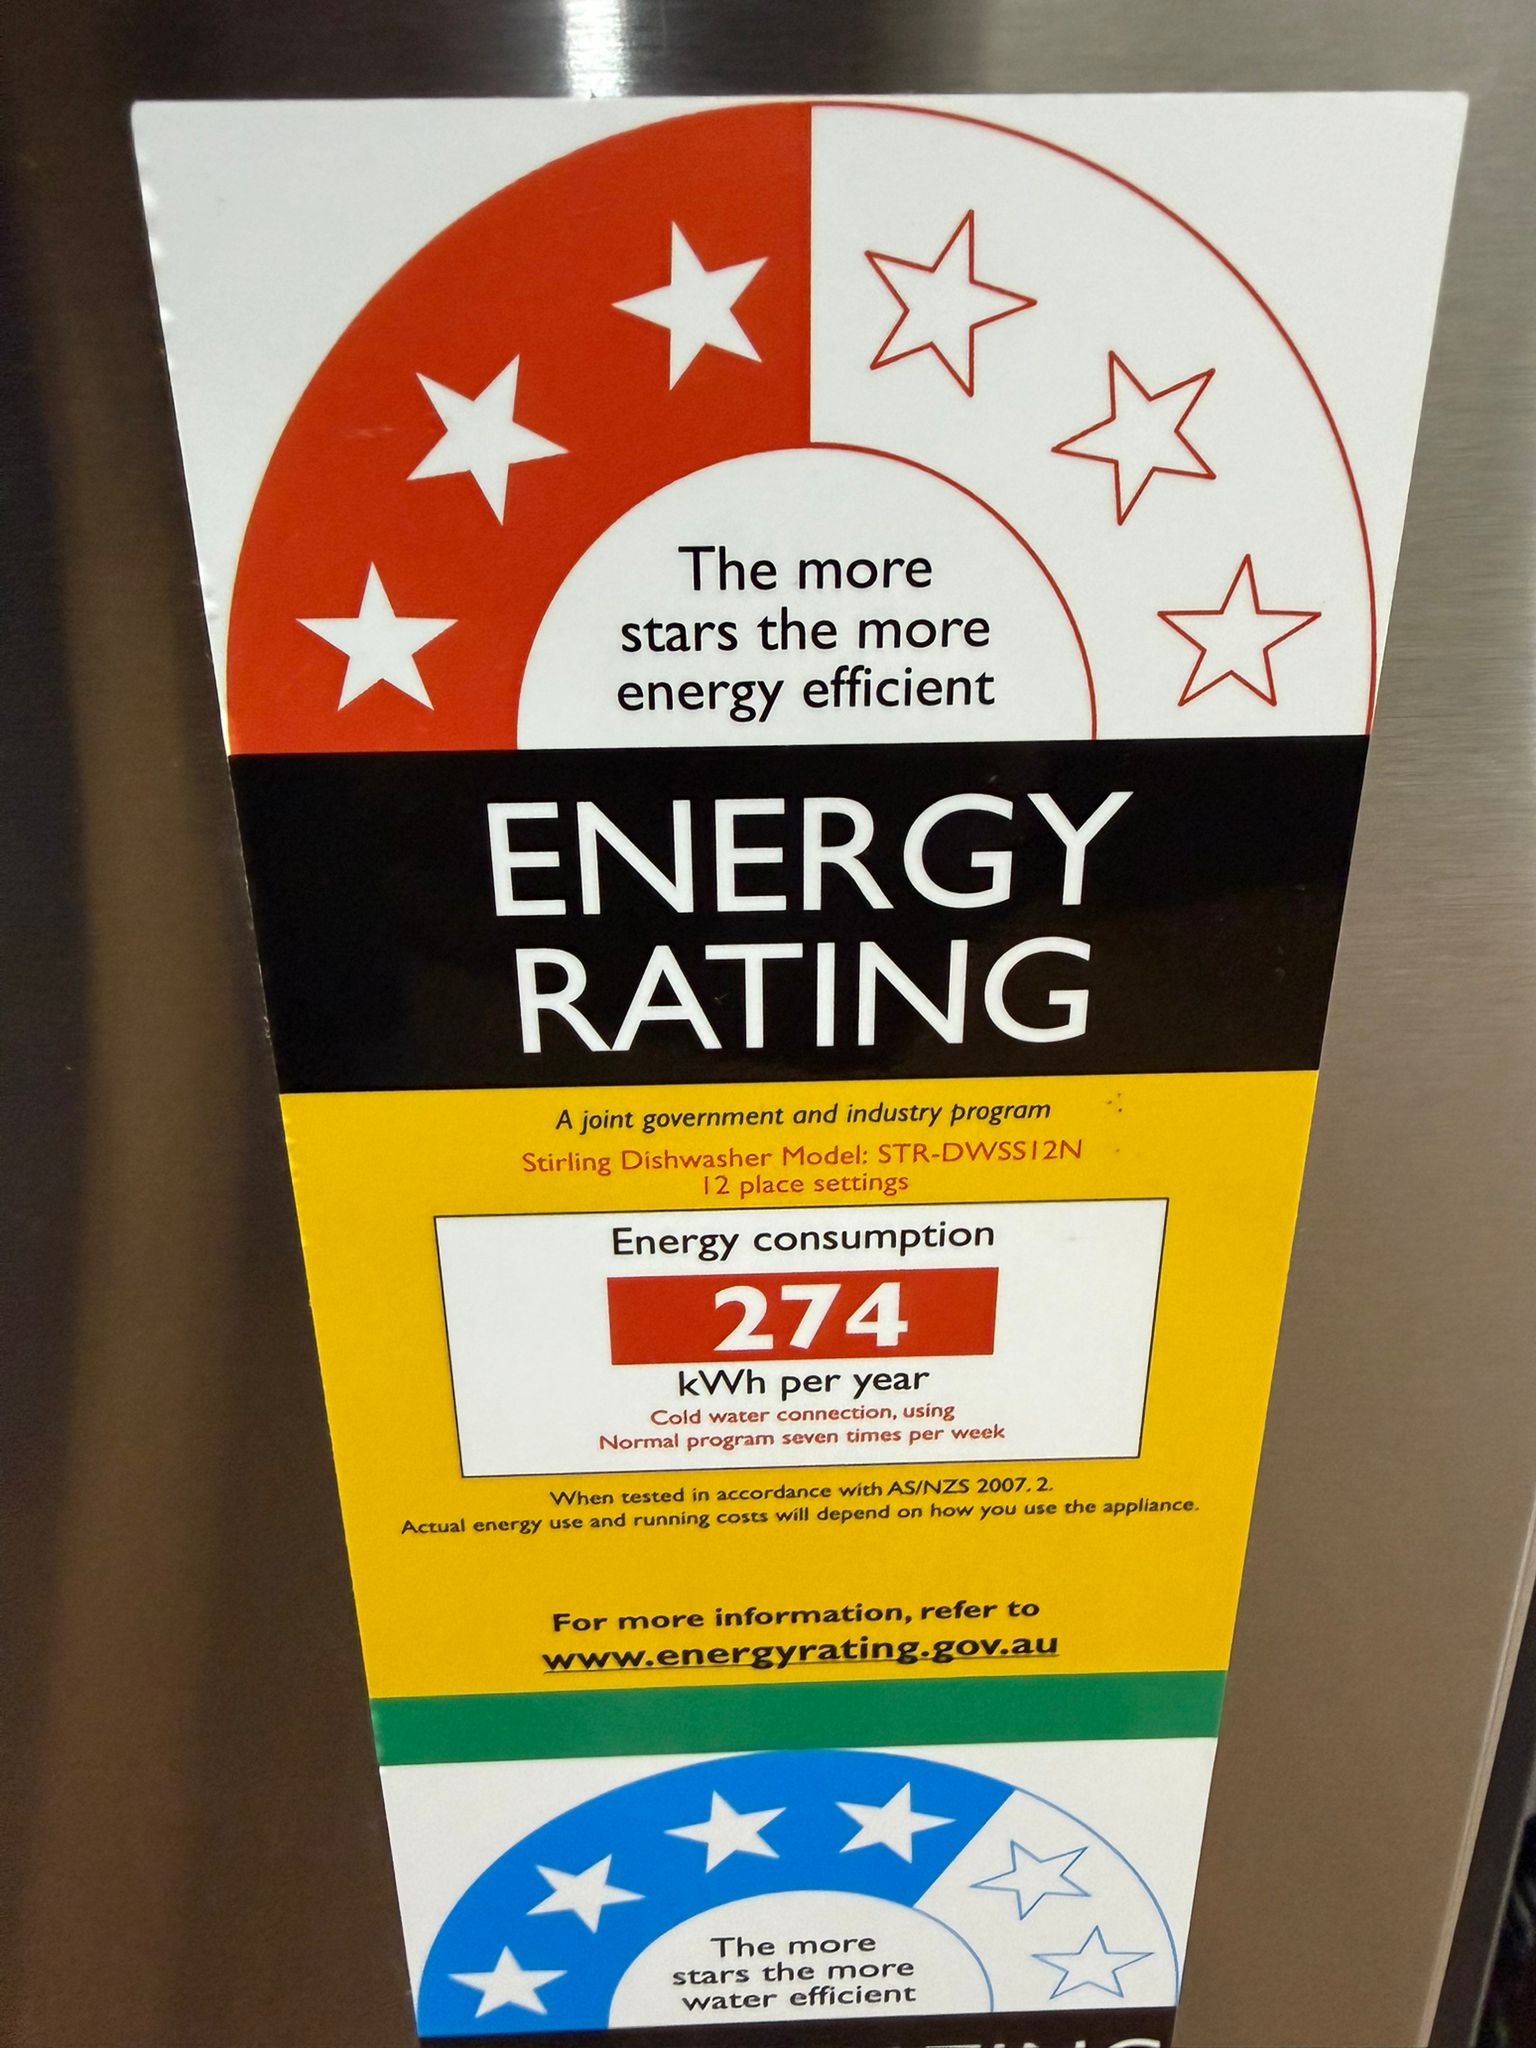 The more
stars the more
energy efficient
ENERGY
RATING
A joint government and industry program
Stirling Dishwasher Model: STR-DWSS12N
12 place settings
Energy consumption
274
kWh per year
Cold water connection, using
Normal program seven times per week
When tested in accordance with AS/NZS 2007.2.
Actual energy use and running costs will depend on how you use the appliance.
For more information, refer to
www.energyrating.gov.au
The more
stars the more
water efficient